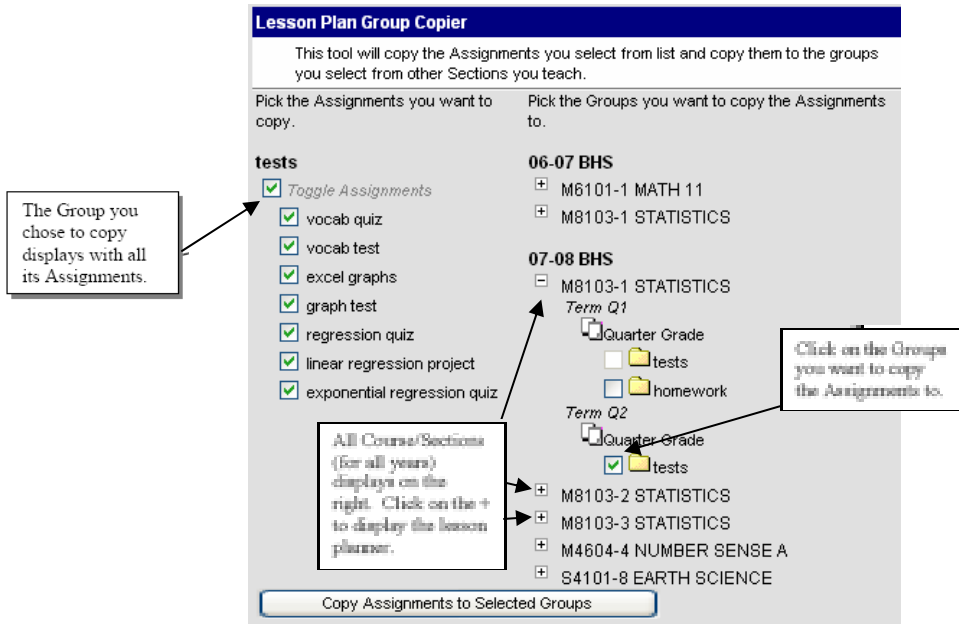 Lesson Plan Group Copier
This tool will copy the Assignments you select from list and copy them to the groups
you select from other Sections you teach.
Pick the Assignments you want to
copy.
tests
Toggle Assignments
vocab quiz
vocab test
excel graphs
graph test
regression quiz
linear regression project
exponential regression quiz
Pick the Groups you want to copy the Assignments
to.
06-07 BHS
M6101-1 MATH 11
M8103-1 STATISTICS
07-08 BHS
M8103-1 STATISTICS
Term Q1
Quarter Grade
tests
homework
Term Q2
Quarter Grade
tests
M8103-2 STATISTICS
M8103-3 STATISTICS
M4604-4 NUMBER SENSE A
S4101-8 EARTH SCIENCE
Copy Assignments to Selected Groups
The Group you
chose to copy
displays with all
its Assignments.
All Course/Sections
(for all years)
displays on the
right. Click on the +
to display the lesson
planner.
Click on the Groups
you want to copy
the Assignments to.